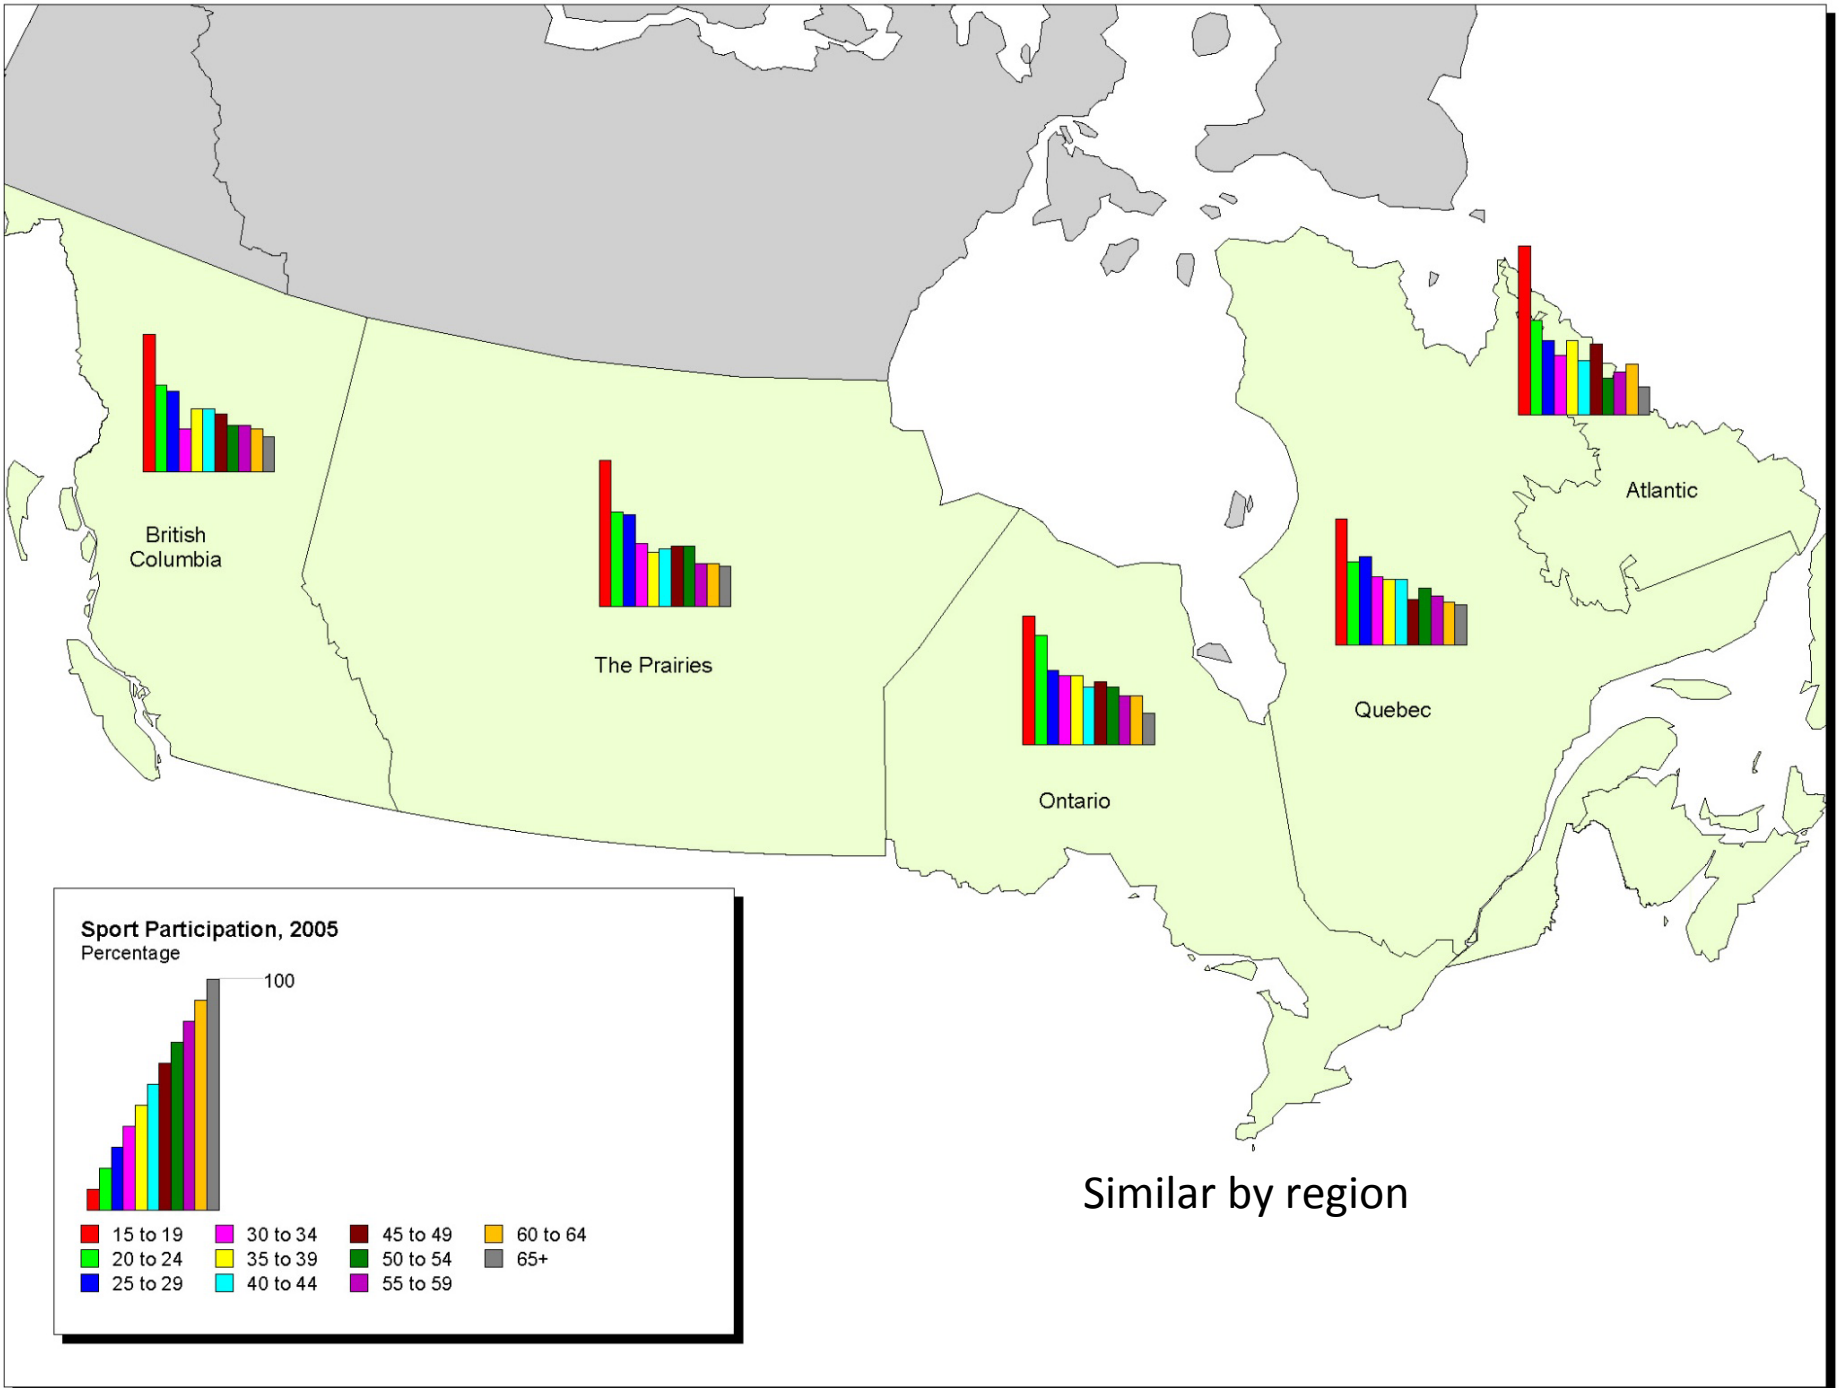 Atlantic
British
Columbia
The Prairies
Quebec
Ontario
Sport Participation, 2005
Percentage
100
15 to 19
30 to 34
45 to 49
60 to 64
20 to 24
35 to 39
50 to 54
65+
25 to 29
40 to 44
55 to 59
Similar by region